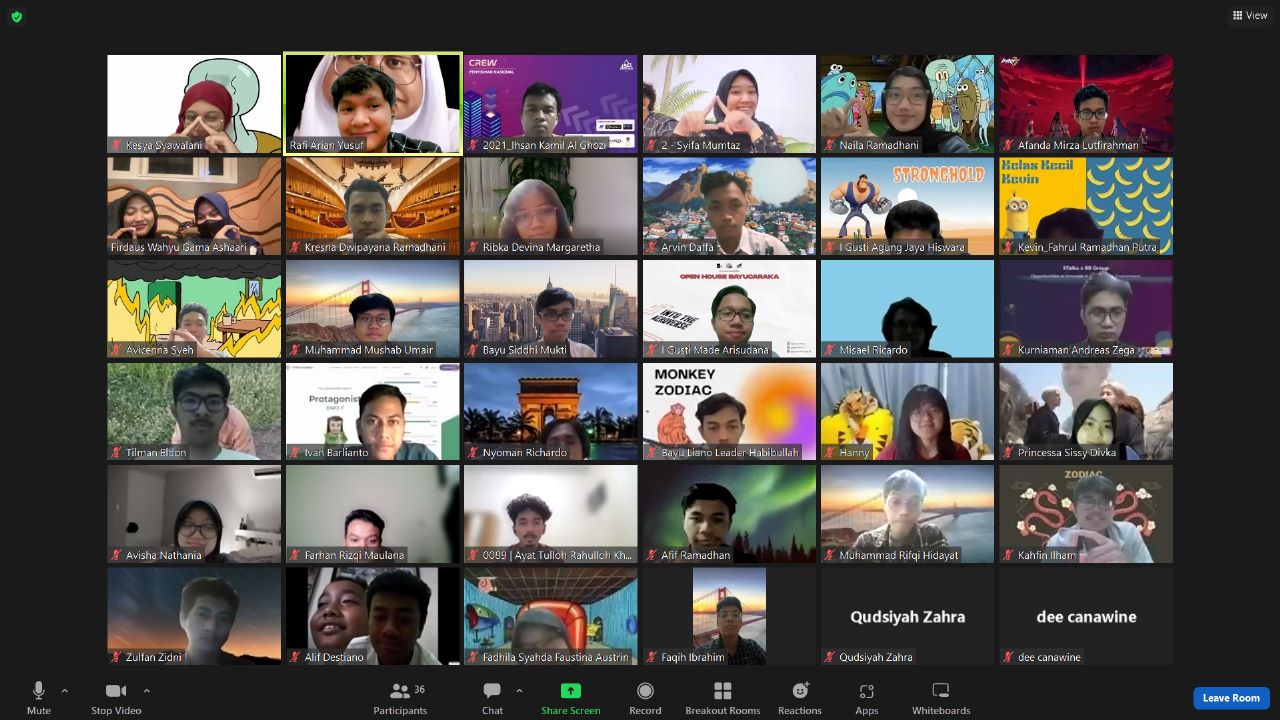 View
Kesya Syawalani
Rafi Arian Yusuf
CREW
PENYISIHAN NASIONAL
2021_Ihsan Kamil Al Ghozi
2 - Syifa Mumtaz
Naila Ramadhani
Afanda Mirza Lutfirahman
Firdaus Wahyu Gama Ashaari
Kresna Dwipayana Ramadhani
Ribka Devina Margaretha
Arvin Daffa
STRONGHOLD
I Gusti Agung Jaya Hiswara
Kelas Kecil
Kevin
Kevin_Fahrul Ramadhan Putra
Avicenna Syeh
Muhammad Mushab Umair
Bayu Siddhi Mukti
OPEN HOUSE BAYUCARAKA
INTO THE
AEROVERSE
I Gusti Made Arisudana
Misael Ricardo
Kurniaman Andreas Zega
Tilman Eldon
Protagonist
ENFJ-T
Ivan Barlianto
Nyoman Richardo
MONKEY
ZODIAC
Bayu Liano Leader Habibullah
Hanny
Princessa Sissy Divka
Avisha Nathania
Farhan Rizqi Maulana
0089 | Ayat Tulloh Rahulloh Kh...
Afif Ramadhan
Muhammad Rifqi Hidayat
ZODIAC
Kahfin Ilham
Zulfan Zidni
Alif Destiano
Fadhila Syahda Faustina Austrin
Faqih Ibrahim
Qudsiyah Zahra
Qudsiyah Zahra
dee canawine
dee canawine
36
Mute
Stop Video
Participants
Chat
Share Screen
Record
Breakout Rooms
Reactions
Apps
Whiteboards
Leave Room